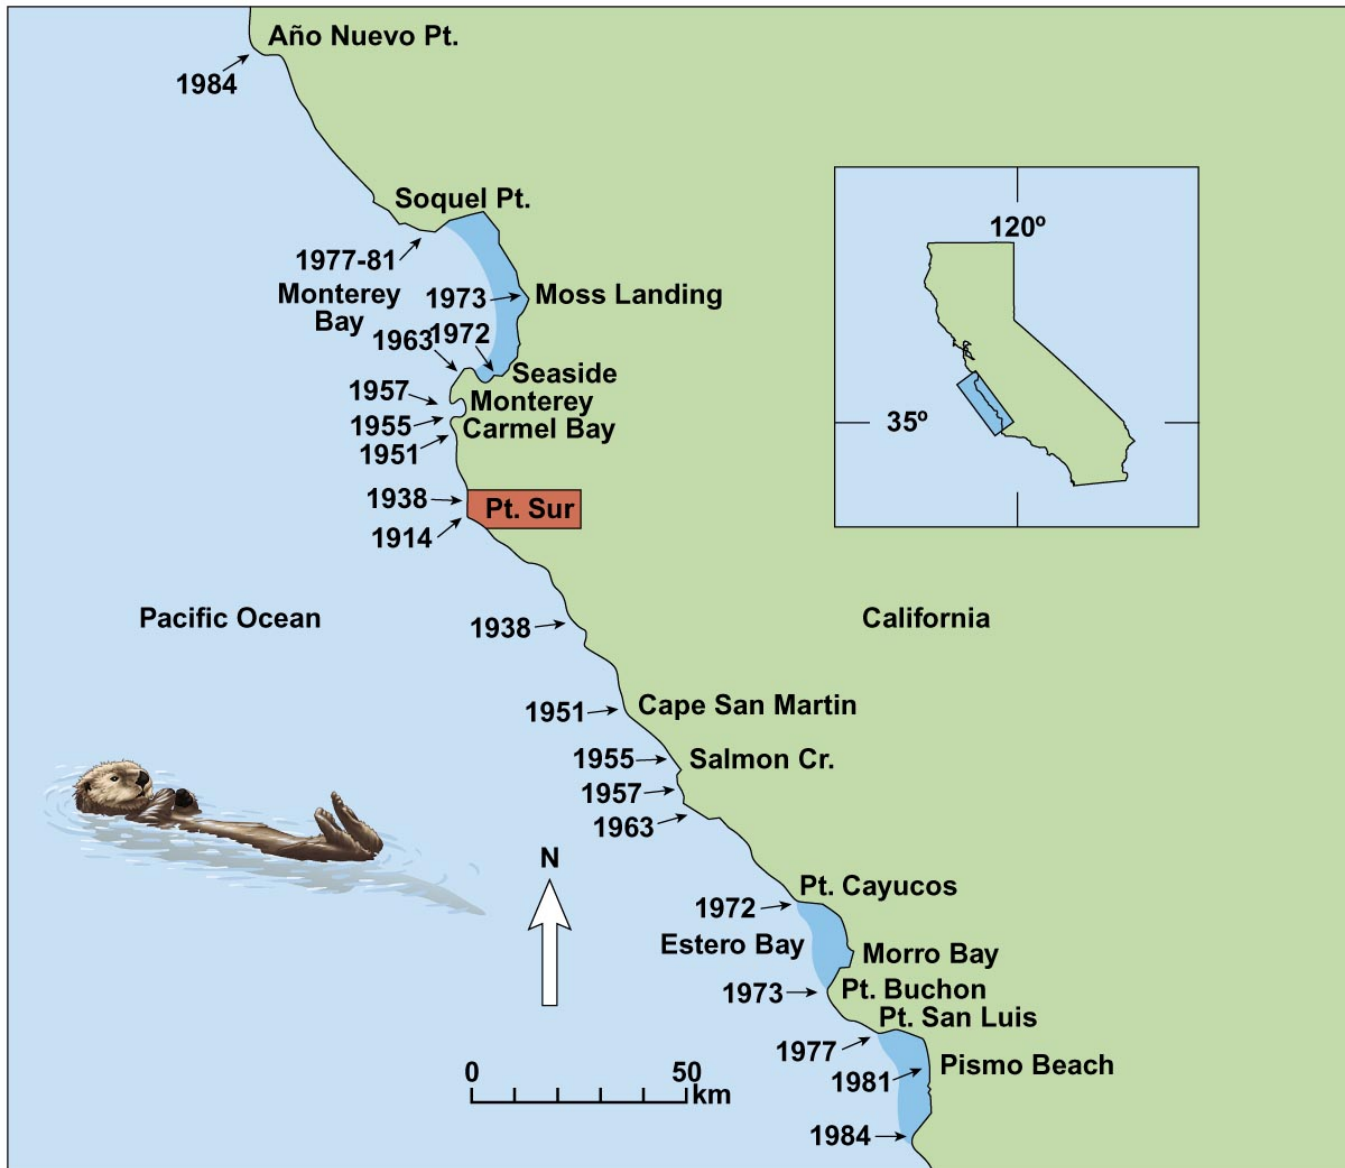 Año Nuevo Pt.
1984
Soquel Pt.
1977-81
Monterey
Bay
1973
Moss Landing
1963
1972
Seaside
1957
Monterey
1955
Carmel Bay
1951
1938
Pt. Sur
1914
120º
35º
Pacific Ocean
California
1938
1951
Cape San Martin
1955
Salmon Cr.
1957
1963
N
Pt. Cayucos
1972
Estero Bay
Morro Bay
1973
Pt. Buchon
Pt. San Luis
1977
1981
Pismo Beach
0
50
km
1984